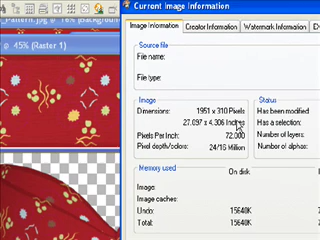 _Pattern.jpg @ 16% (Background
@ 45% (Raster 1)
Current Image Information
Image Information
Creator Information
Watermark Information
Source file
File name:
File type:
Image
Dimensions: 1951 x 310 Pixels
27.097 x 4.306 Inches
Pixels Per Inch: 72.000
Pixel depth/colors: 24/16 Million
Status
Has been modified
Has a selection:
Number of layers:
Number of alphas:
Memory used
On disk
Image:
Image caches:
Undo: 15640K
Total: 15640K